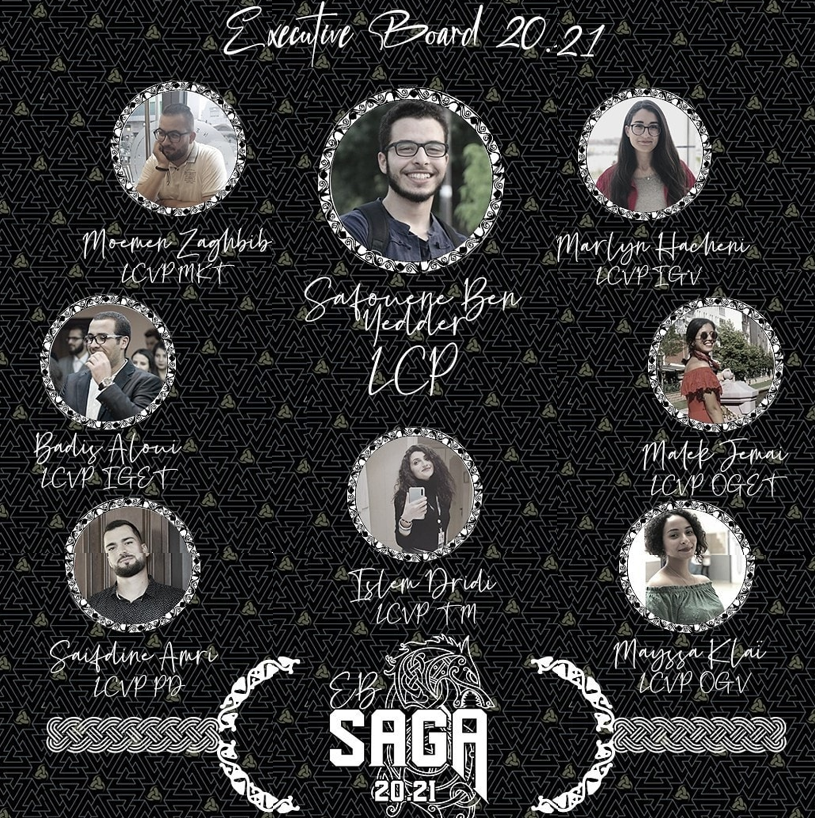 Executive Board 20.21
Moemen Zaghbib
LCVP MKT
Safouene Ben
Yedder
LCP
Marlyn Hacheni
LCVP IGV
Badis Aloui
LCVP IGET
Malek Jemai
LCVP OGET
Islem Dridi
LCVP TM
Saifdine Amri
LCVP PD
Mayssa Klaï
LCVP OGV
EB
SAGA
20.21